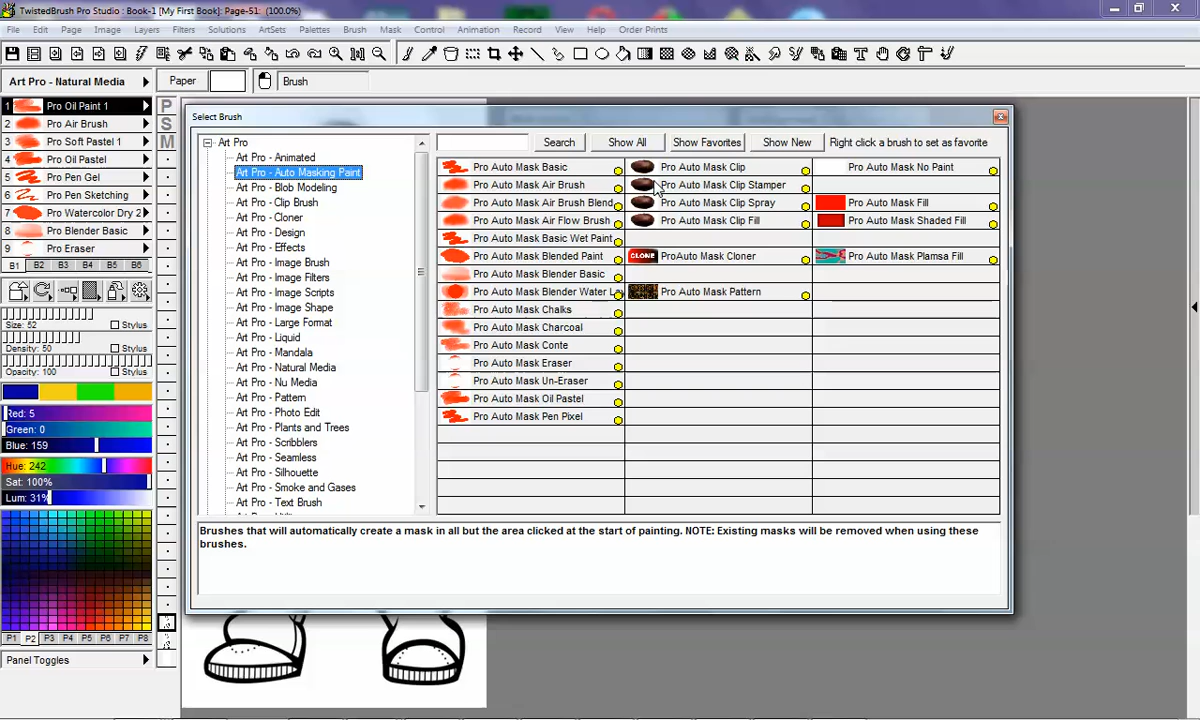 TwistedBrush Pro Studio : Book-1 [My First Book]: Page-51: (100.0%)
File Edit Page Image Layers Filters Solutions ArtSets Palettes Brush Mask Control Animation Record View Help Order Prints
Art Pro - Natural Media
Paper
Brush
1 Pro Oil Paint 1
2 Pro Air Brush
3 Pro Soft Pastel 1
4 Pro Oil Pastel
5 Pro Pen Gel
6 Pro Pen Sketching
7 Pro Watercolor Dry 2
8 Pro Blender Basic
9 Pro Eraser
P
S
M
B1 B2 B3 B4 B5 B6
Size: 52 Stylus
Density: 50 Stylus
Opacity: 100 Stylus
Red: 5
Green: 0
Blue: 159
Hue: 242
Sat: 100%
Lum: 31%
P1 P2 P3 P4 P5 P6 P7 P8
Panel Toggles
Select Brush
Search Show All Show Favorites Show New Right click a brush to set as favorite
Art Pro
Art Pro - Animated
Art Pro - Auto Masking Paint
Art Pro - Blob Modeling
Art Pro - Clip Brush
Art Pro - Cloner
Art Pro - Design
Art Pro - Effects
Art Pro - Image Brush
Art Pro - Image Filters
Art Pro - Image Scripts
Art Pro - Image Shape
Art Pro - Large Format
Art Pro - Liquid
Art Pro - Mandala
Art Pro - Natural Media
Art Pro - Nu Media
Art Pro - Pattern
Art Pro - Photo Edit
Art Pro - Plants and Trees
Art Pro - Scribblers
Art Pro - Seamless
Art Pro - Silhouette
Art Pro - Smoke and Gases
Art Pro - Text Brush
Pro Auto Mask Basic
Pro Auto Mask Air Brush
Pro Auto Mask Air Brush Blend
Pro Auto Mask Air Flow Brush
Pro Auto Mask Basic Wet Paint
Pro Auto Mask Blended Paint
Pro Auto Mask Blender Basic
Pro Auto Mask Blender Water La
Pro Auto Mask Chalks
Pro Auto Mask Charcoal
Pro Auto Mask Conte
Pro Auto Mask Eraser
Pro Auto Mask Un-Eraser
Pro Auto Mask Oil Pastel
Pro Auto Mask Pen Pixel
Pro Auto Mask Clip
Pro Auto Mask Clip Stamper
Pro Auto Mask Clip Spray
Pro Auto Mask Clip Fill
CLONE ProAuto Mask Cloner
Pro Auto Mask Pattern
Pro Auto Mask No Paint
Pro Auto Mask Fill
Pro Auto Mask Shaded Fill
Pro Auto Mask Plamsa Fill
Brushes that will automatically create a mask in all but the area clicked at the start of painting. NOTE: Existing masks will be removed when using these
brushes.